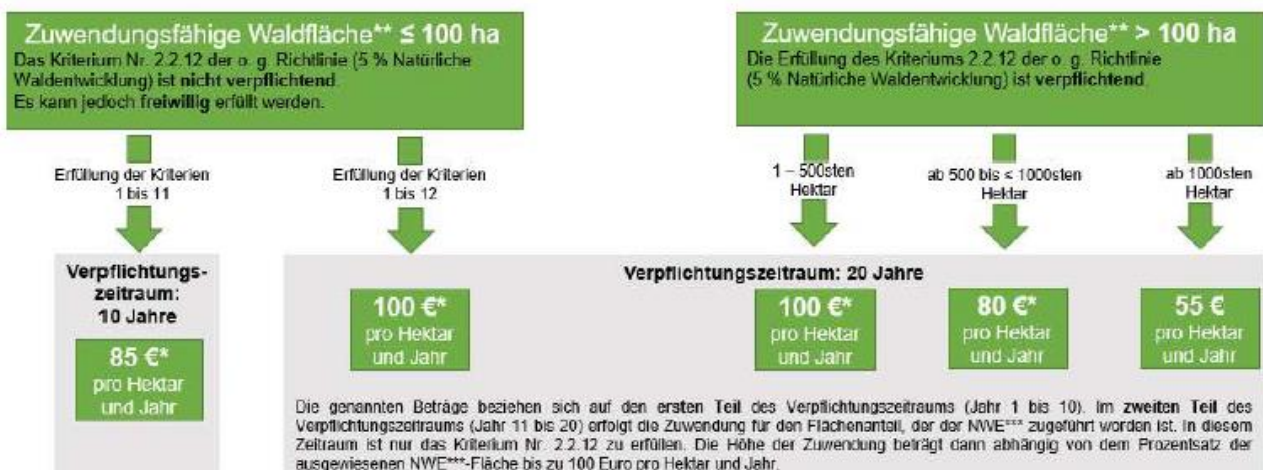 Zuwendungsfähige Waldfläche** ≤ 100 ha
Das Kriterium Nr. 2.2.12 der o. g. Richtlinie (5 % Natürliche
Waldentwicklung) ist nicht verpflichtend.
Es kann jedoch freiwillig erfüllt werden.
Zuwendungsfähige Waldfläche** > 100 ha
Die Erfüllung des Kriteriums 2.2.12 der o. g. Richtlinie
(5 % Natürliche Waldentwicklung) ist verpflichtend.
Erfüllung der Kriterien
1 bis 11
Erfüllung der Kriterien
1 bis 12
1 – 500sten
Hektar
ab 500 bis < 1000sten
Hektar
ab 1000sten
Hektar
Verpflichtungs-
zeitraum:
10 Jahre
85 €*
pro Hektar
und Jahr
Verpflichtungszeitraum: 20 Jahre
100 €*
pro Hektar
und Jahr
100 €*
pro Hektar
und Jahr
80 €*
pro Hektar
und Jahr
55 €
pro Hektar
und Jahr
Die genannten Beträge beziehen sich auf den ersten Teil des Verpflichtungszeitraums (Jahr 1 bis 10). Im zweiten Teil des
Verpflichtungszeitraums (Jahr 11 bis 20) erfolgt die Zuwendung für den Flächenanteil, der der NWE*** zugeführt worden ist. In diesem
Zeitraum ist nur das Kriterium Nr. 2.2.12 zu erfüllen. Die Höhe der Zuwendung beträgt dann abhängig von dem Prozentsatz der
ausgewiesenen NWE***-Fläche bis zu 100 Euro pro Hektar und Jahr.